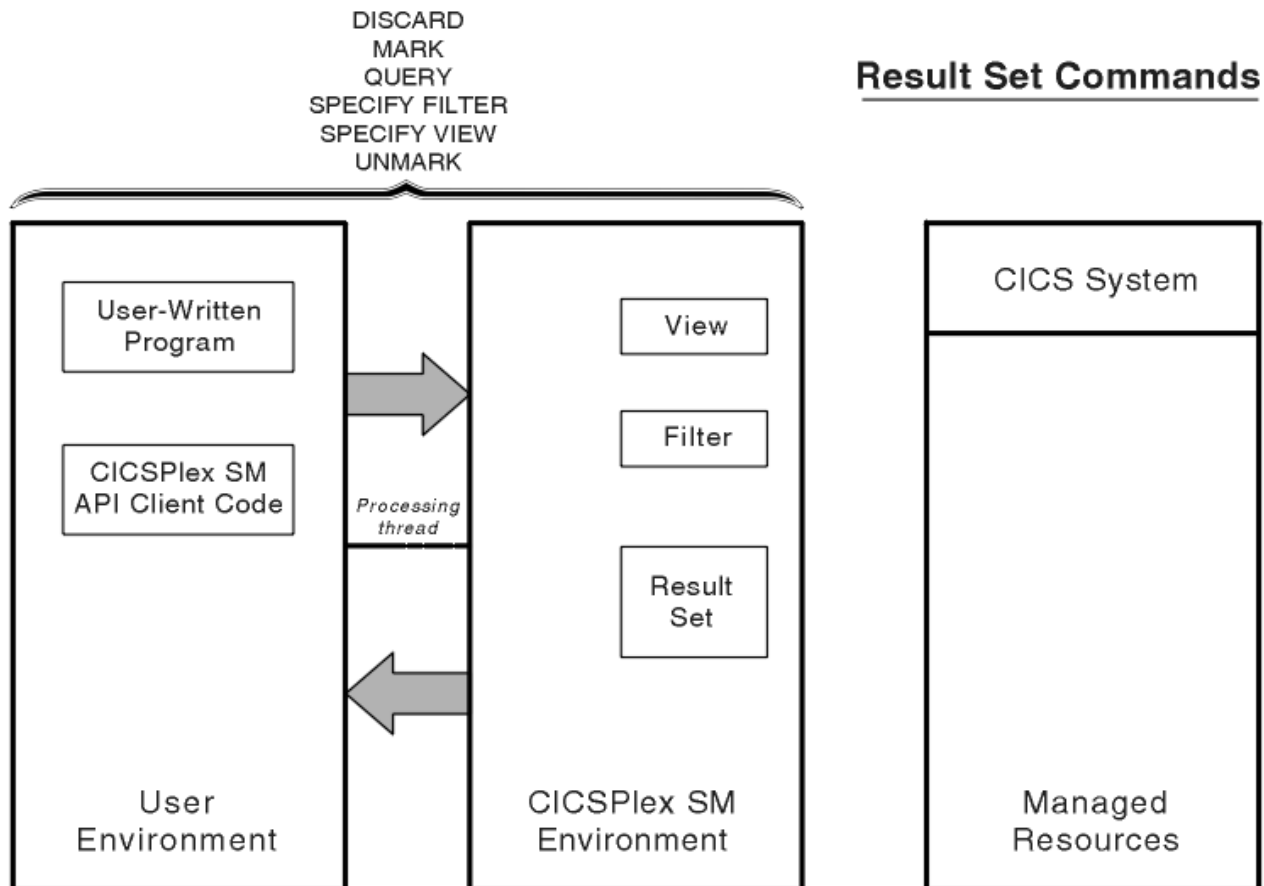 DISCARD
MARK
QUERY
SPECIFY FILTER
SPECIFY VIEW
UNMARK
Result Set Commands
User-Written
Program
CICSPlex SM
API Client Code
User
Environment
Processing
thread
View
Filter
Result
Set
CICSPlex SM
Environment
CICS System
Managed
Resources